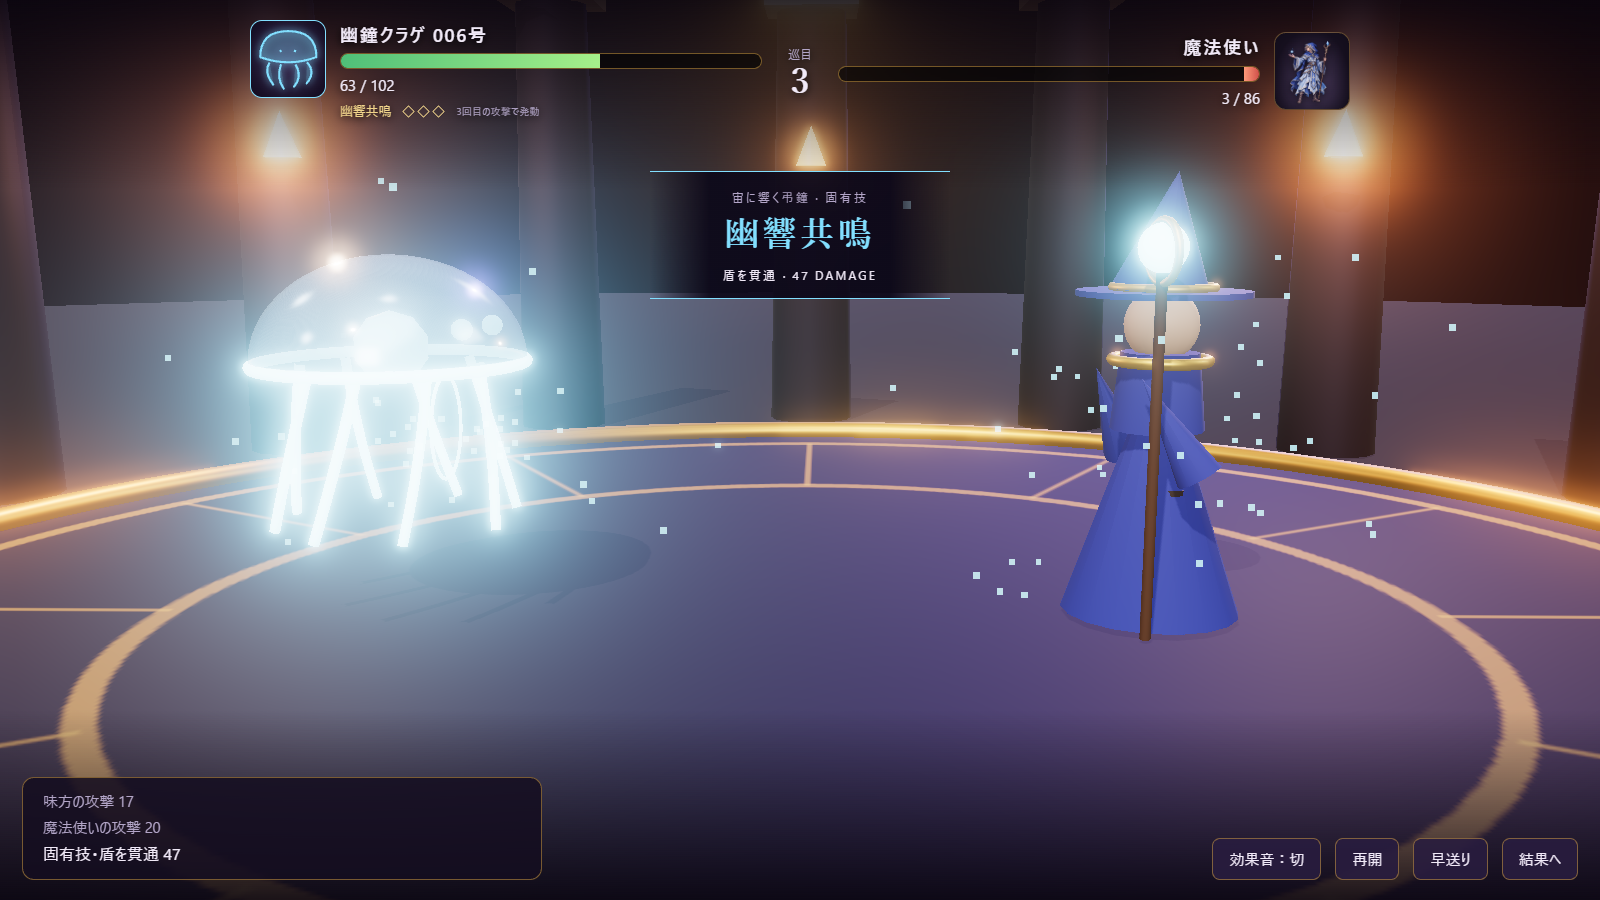 幽鐘クラゲ 006号
63 / 102
幽響共鳴 ◇◇◇ 3回目の攻撃で発動
巡目
3
魔法使い
3 / 86
宙に響く弔鐘・固有技
幽響共鳴
盾を貫通・47 DAMAGE
味方の攻撃 17
魔法使いの攻撃 20
固有技・盾を貫通 47
効果音：切
再開
早送り
結果へ